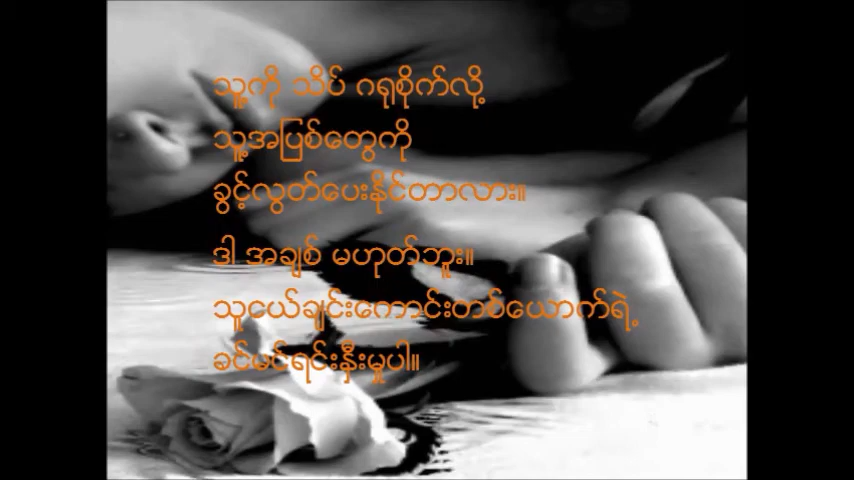 သူ့ကို သိပ် ဂရုစိုက်လို့
သူ့အပြစ်တွေကို
ခွင့်လွှတ်ပေးနိုင်တာလား။
ဒါ အချစ် မဟုတ်ဘူး။
သူငယ်ချင်းကောင်းတစ်ယောက်ရဲ့
ခင်မင်ရင်းနှီးမှုပါ။